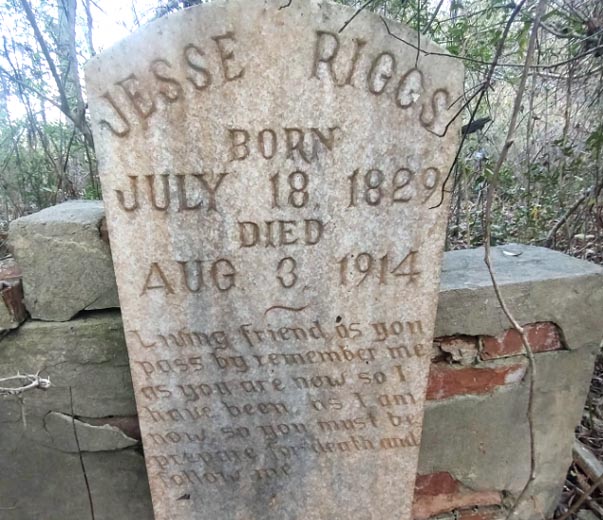 JESSE RIGGS
BORN
JULY 18, 1829
DIED
AUG 3, 1914
Living friend, as you
pass by remember me
as you are now so I
have been as I am
now, so you must be
prepare for death and
follow me